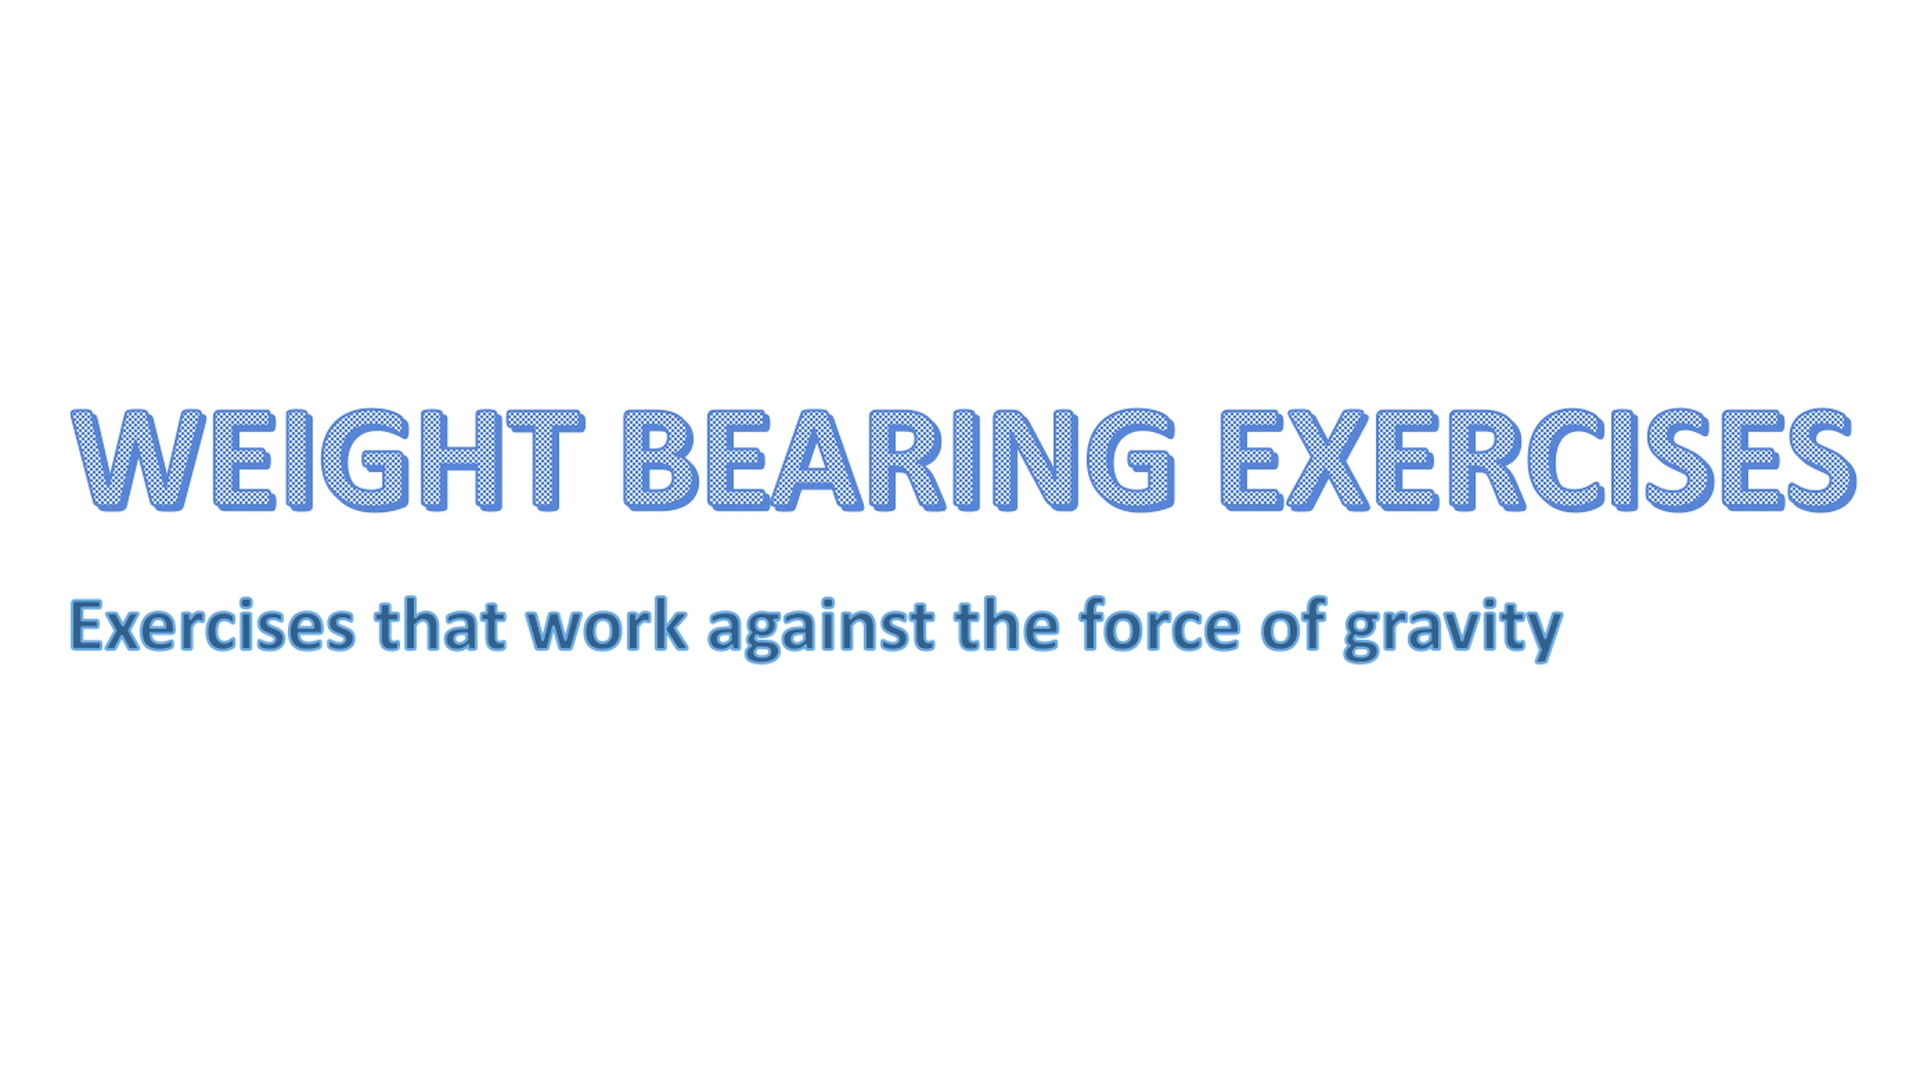 WEIGHT BEARING EXERCISES
Exercises that work against the force of gravity